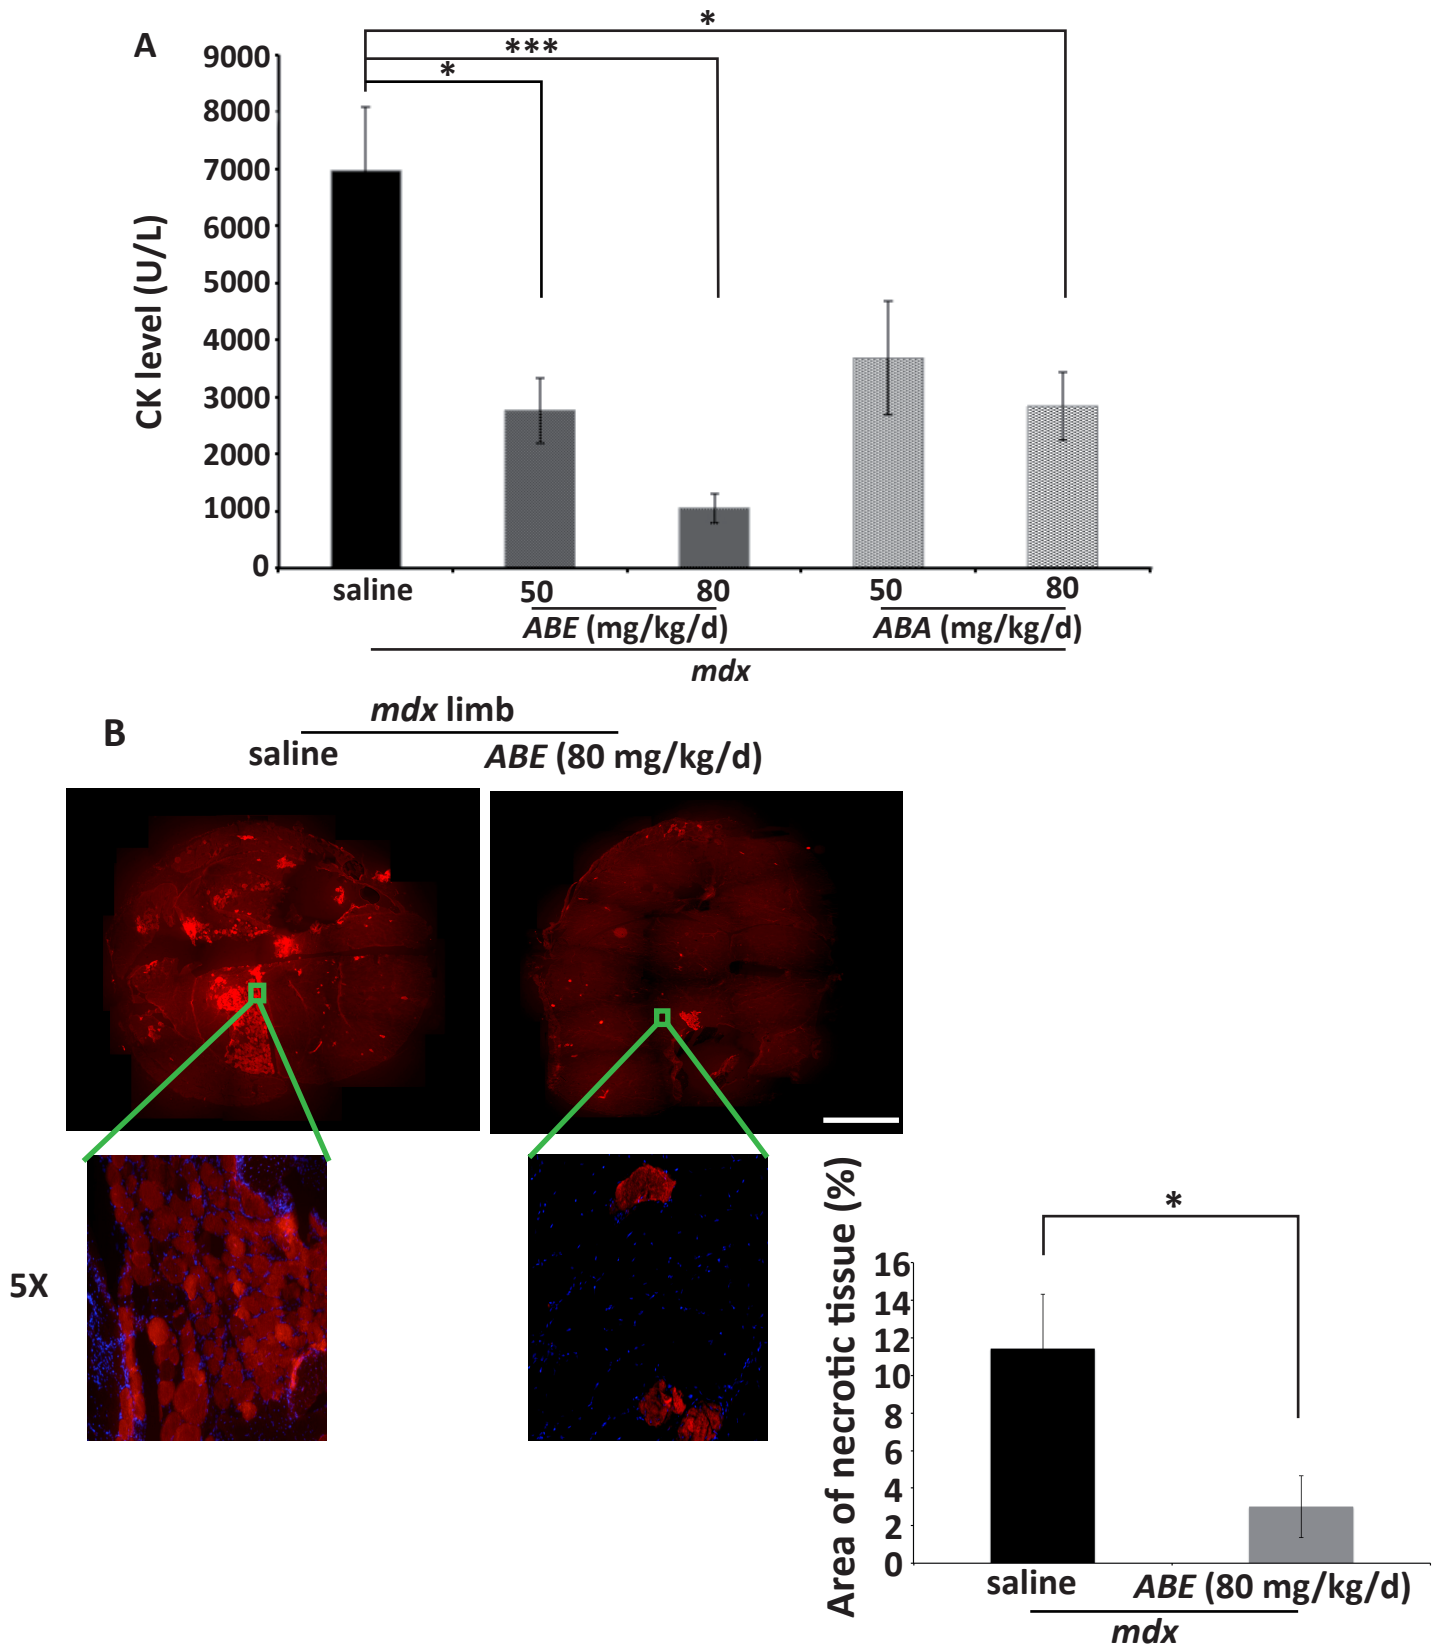 A
*
***
*
9000
8000
7000
6000
5000
4000
3000
2000
1000
0
CK level (U/L)
saline 50 80 50 80
ABE (mg/kg/d) ABA (mg/kg/d)
mdx
B
mdx limb
saline ABE (80 mg/kg/d)
5X
*
16
14
12
10
8
6
4
2
0
Area of necrotic tissue (%)
saline ABE (80 mg/kg/d)
mdx